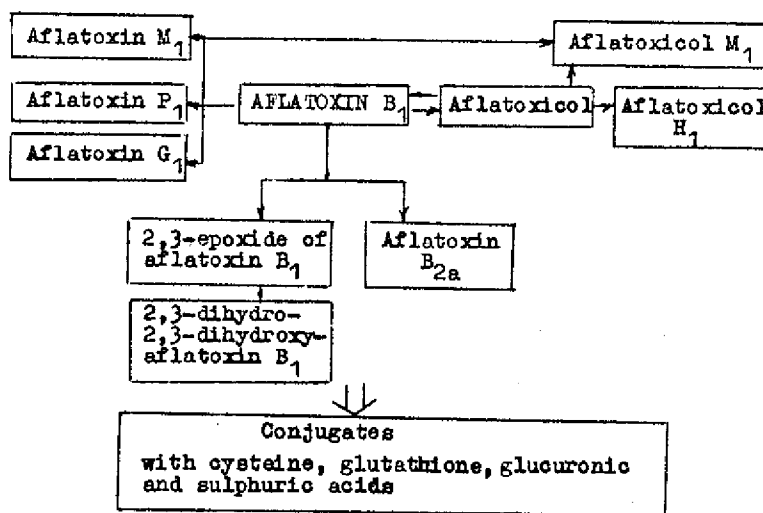 Aflatoxin M₁
Aflatoxicol M₁
Aflatoxin P₁
AFLATOXIN B₁
Aflatoxicol
Aflatoxicol
H₁
Aflatoxin G₁
2,3-epoxide of
aflatoxin B₁
Aflatoxin
B₂ₐ
2,3-dihydro-
2,3-dihydroxy-
aflatoxin B₁
Conjugates
with cysteine, glutathione, glucuronic
and sulphuric acids